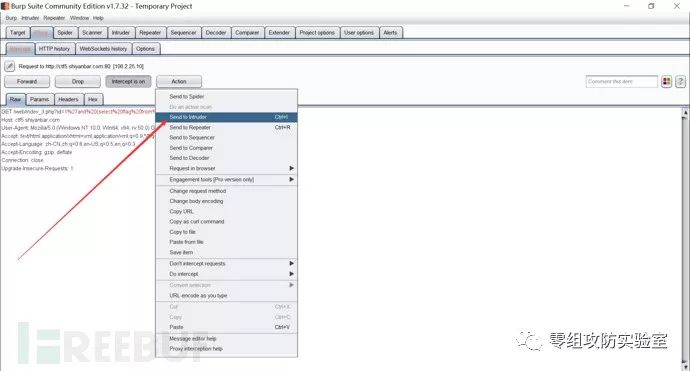 Burp Suite Community Edition v1.7.32 - Temporary Project
Burp Intruder Repeater Window Help
Target Proxy Spider Scanner Intruder Repeater Sequencer Decoder Comparer Extender Project options User options Alerts
Intercept HTTP history WebSockets history Options
Request to http://ctf5.shiyanbar.com:80 [106.2.25.10]
Forward Drop Intercept is on Action Comment this item
Raw Params Headers Hex
GET /web/index_3.php?id=1%27and%20(select%20flag%20from%
Host: ctf5.shiyanbar.com
User-Agent: Mozilla/5.0 (Windows NT 10.0; Win64; x64; rv:50.0) G
Accept: text/html,application/xhtml+xml,application/xml;q=0.9,*/*;q
Accept-Language: zh-CN,zh;q=0.8,en-US;q=0.5,en;q=0.3
Accept-Encoding: gzip, deflate
Connection: close
Upgrade-Insecure-Requests: 1
Send to Spider
Do an active scan
Send to Intruder Ctrl+I
Send to Repeater Ctrl+R
Send to Sequencer
Send to Comparer
Send to Decoder
Request in browser
Engagement tools [Pro version only]
Change request method
Change body encoding
Copy URL
Copy as curl command
Copy to file
Paste from file
Save item
Don't intercept requests
Do intercept
Convert selection
URL-encode as you type
Cut Ctrl+X
Copy Ctrl+C
Paste Ctrl+V
Message editor help
Proxy interception help
FREEBUF
零组攻防实验室